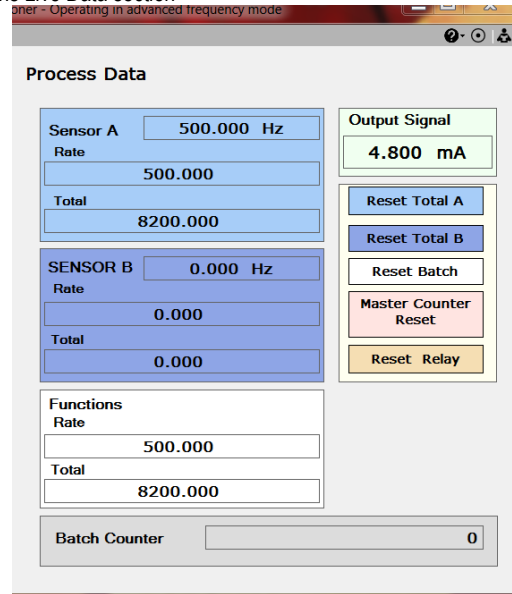 oner - Operating in advanced frequency mode
Process Data
Sensor A 500.000 Hz
Rate
500.000
Total
8200.000
SENSOR B 0.000 Hz
Rate
0.000
Total
0.000
Functions
Rate
500.000
Total
8200.000
Batch Counter 0
Output Signal
4.800 mA
Reset Total A
Reset Total B
Reset Batch
Master Counter
Reset
Reset Relay